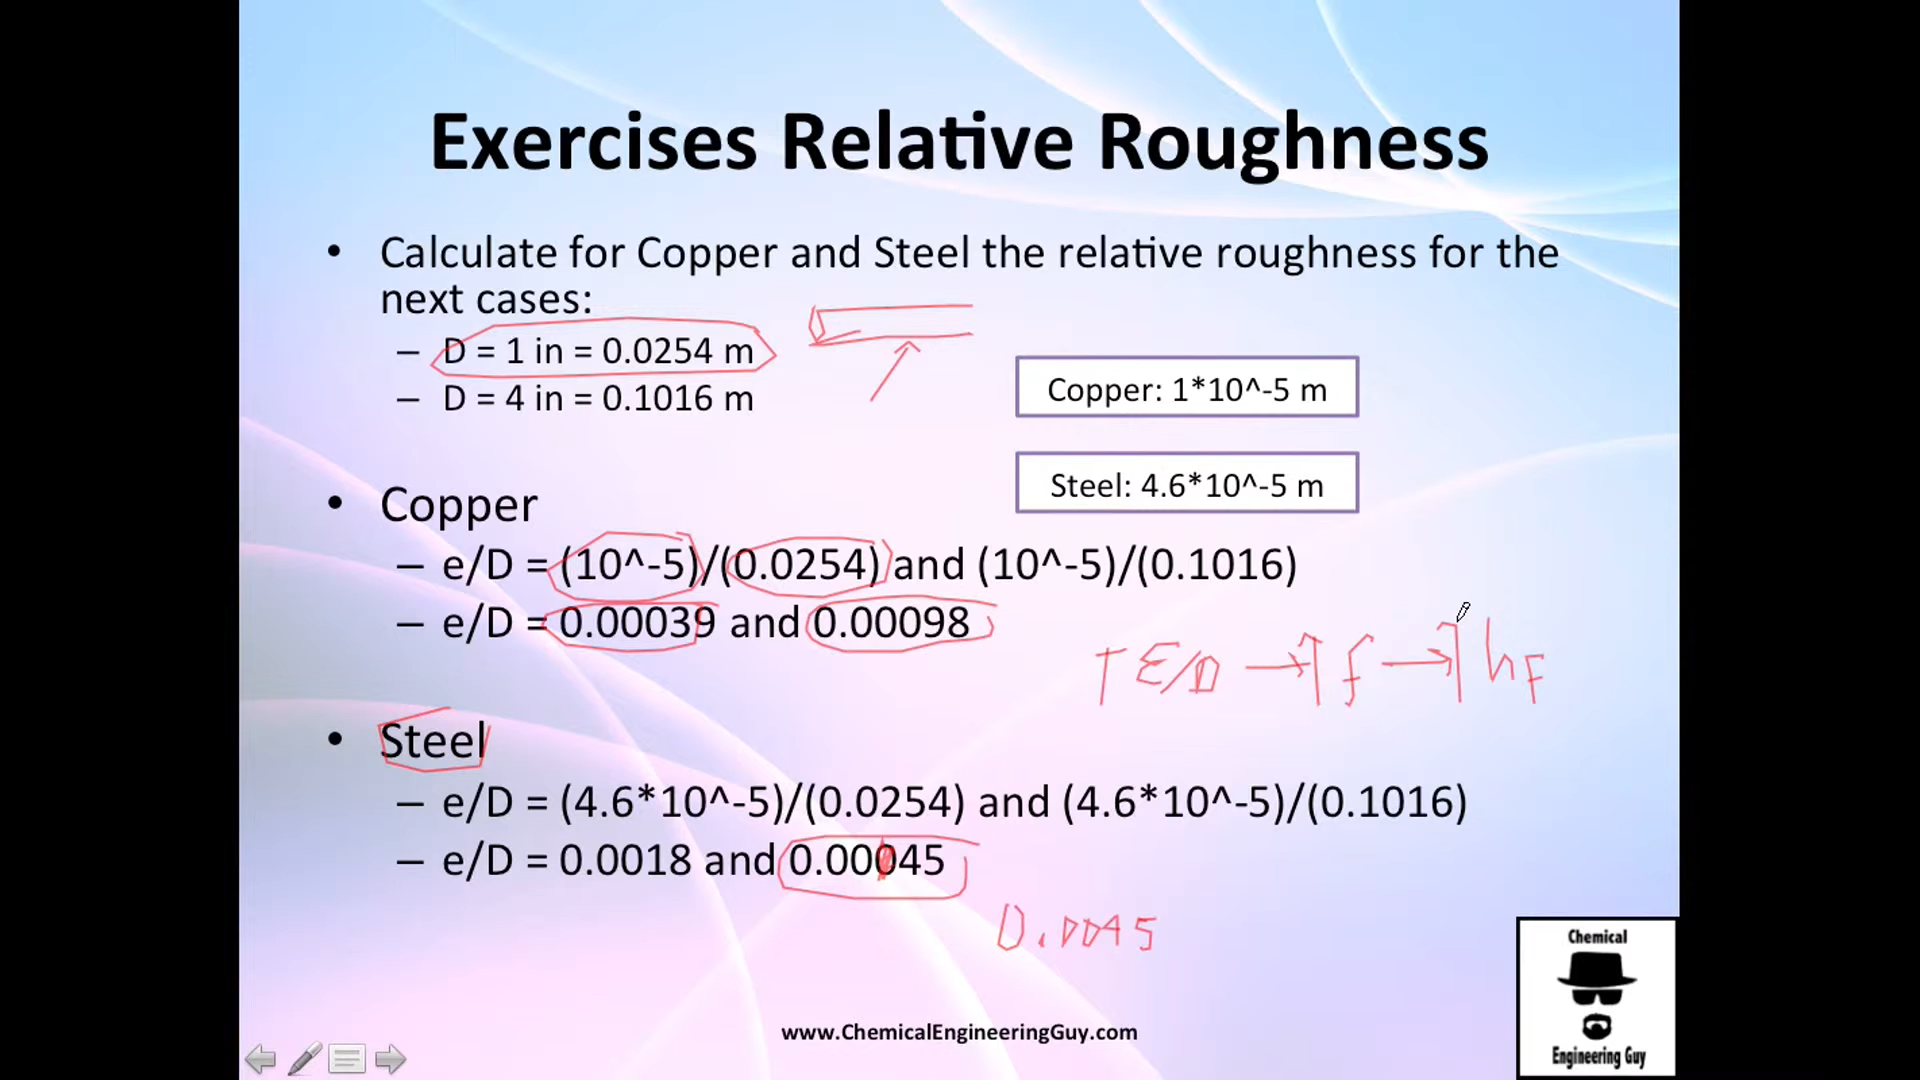 Exercises Relative Roughness
• Calculate for Copper and Steel the relative roughness for the
next cases:
– D = 1 in = 0.0254 m
– D = 4 in = 0.1016 m
Copper: 1*10^-5 m
Steel: 4.6*10^-5 m
• Copper
– e/D = (10^-5)/(0.0254) and (10^-5)/(0.1016)
– e/D = 0.00039 and 0.00098
↑ E/D → ↑ f → ↑ hF
• Steel
– e/D = (4.6*10^-5)/(0.0254) and (4.6*10^-5)/(0.1016)
– e/D = 0.0018 and 0.00045
0.0045
www.ChemicalEngineeringGuy.com
Chemical
Engineering Guy